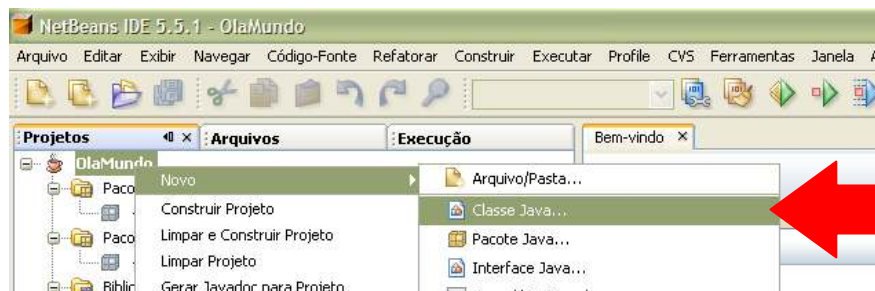 NetBeans IDE 5.5.1 - OlaMundo
Arquivo Editar Exibir Navegar Código-Fonte Refatorar Construir Executar Profile CVS Ferramentas Janela
Projetos Arquivos Execução Bem-vindo
OlaMundo
Novo Arquivo/Pasta...
Construir Projeto Classe Java...
Limpar e Construir Projeto Pacote Java...
Limpar Projeto Interface Java...
Gerar Javadoc para Projeto